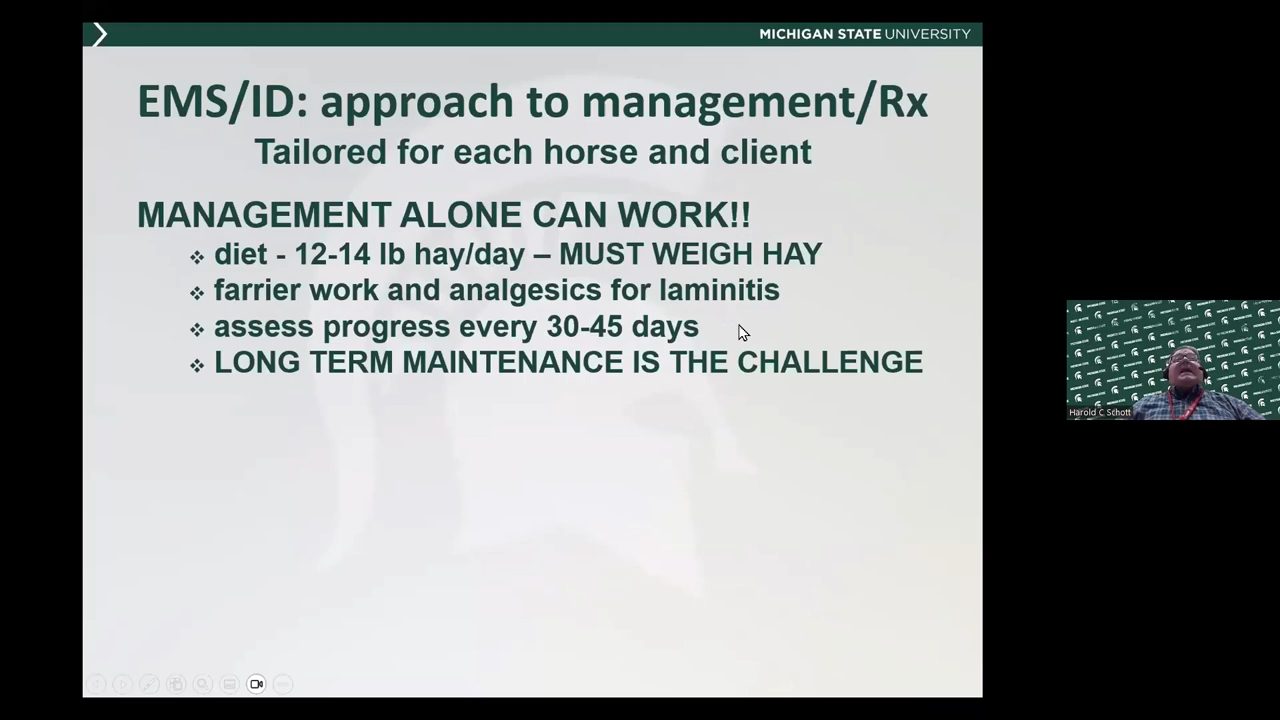 MICHIGAN STATE UNIVERSITY
EMS/ID: approach to management/Rx
Tailored for each horse and client
MANAGEMENT ALONE CAN WORK!!
❖ diet - 12-14 lb hay/day – MUST WEIGH HAY
❖ farrier work and analgesics for laminitis
❖ assess progress every 30-45 days
❖ LONG TERM MAINTENANCE IS THE CHALLENGE
Harold C Schott